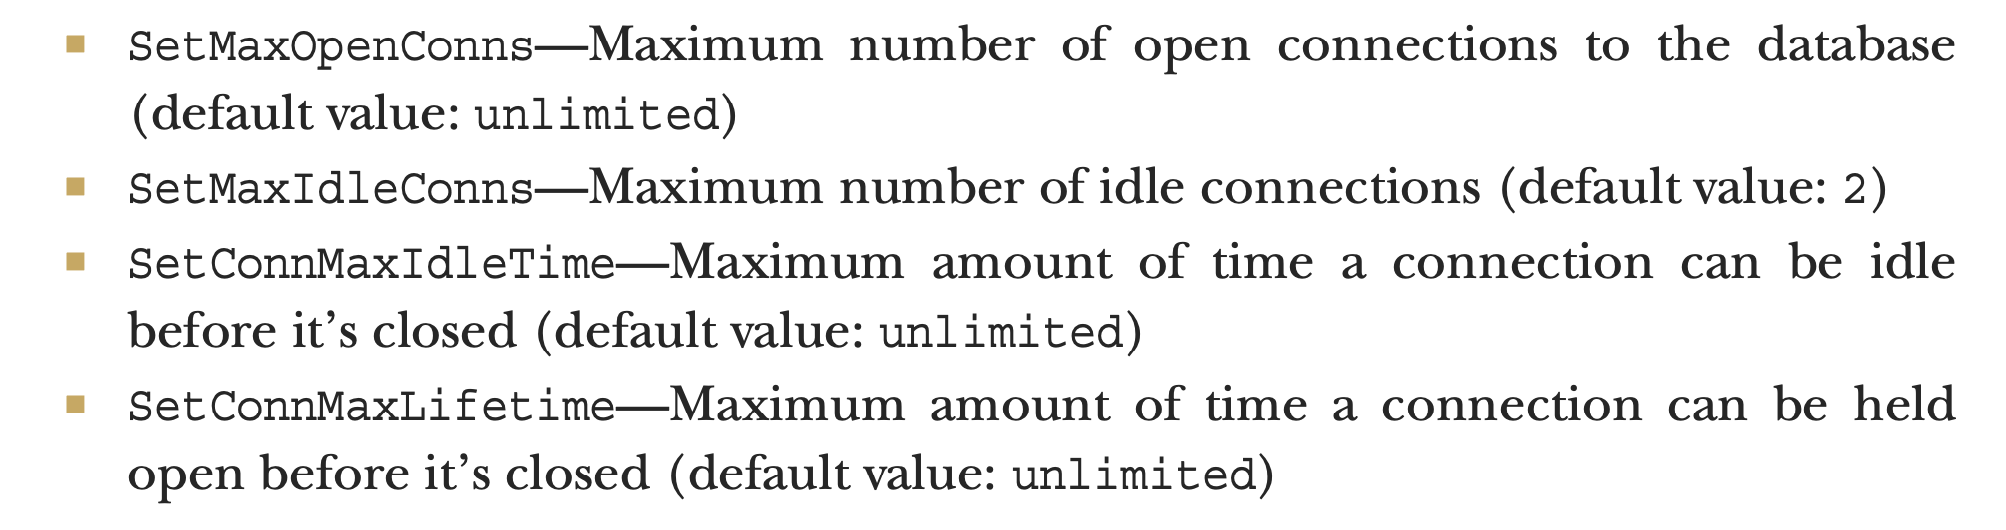 ■ SetMaxOpenConns—Maximum number of open connections to the database
(default value: unlimited)
■ SetMaxIdleConns—Maximum number of idle connections (default value: 2)
■ SetConnMaxIdleTime—Maximum amount of time a connection can be idle
before it’s closed (default value: unlimited)
■ SetConnMaxLifetime—Maximum amount of time a connection can be held
open before it’s closed (default value: unlimited)